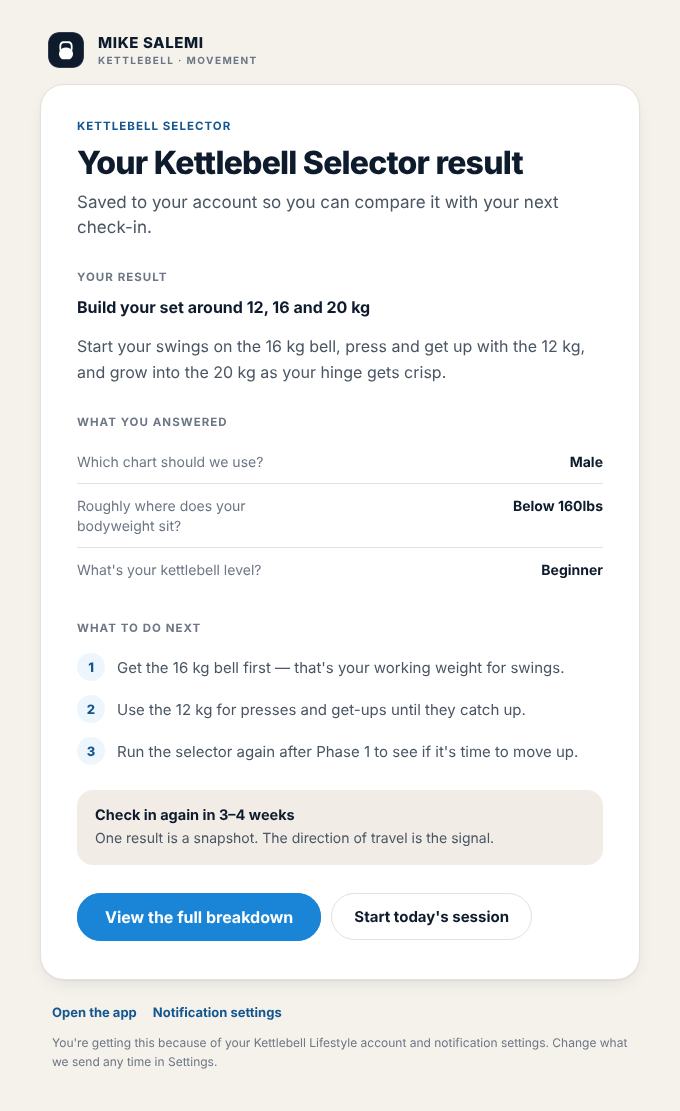 MIKE SALEMI
KETTLEBELL · MOVEMENT
KETTLEBELL SELECTOR
Your Kettlebell Selector result
Saved to your account so you can compare it with your next
check-in.
YOUR RESULT
Build your set around 12, 16 and 20 kg
Start your swings on the 16 kg bell, press and get up with the 12 kg,
and grow into the 20 kg as your hinge gets crisp.
WHAT YOU ANSWERED
Which chart should we use? Male
Roughly where does your Below 160lbs
bodyweight sit?
What's your kettlebell level? Beginner
WHAT TO DO NEXT
1 Get the 16 kg bell first — that's your working weight for swings.
2 Use the 12 kg for presses and get-ups until they catch up.
3 Run the selector again after Phase 1 to see if it's time to move up.
Check in again in 3–4 weeks
One result is a snapshot. The direction of travel is the signal.
View the full breakdown Start today's session
Open the app Notification settings
You're getting this because of your Kettlebell Lifestyle account and notification settings. Change what
we send any time in Settings.